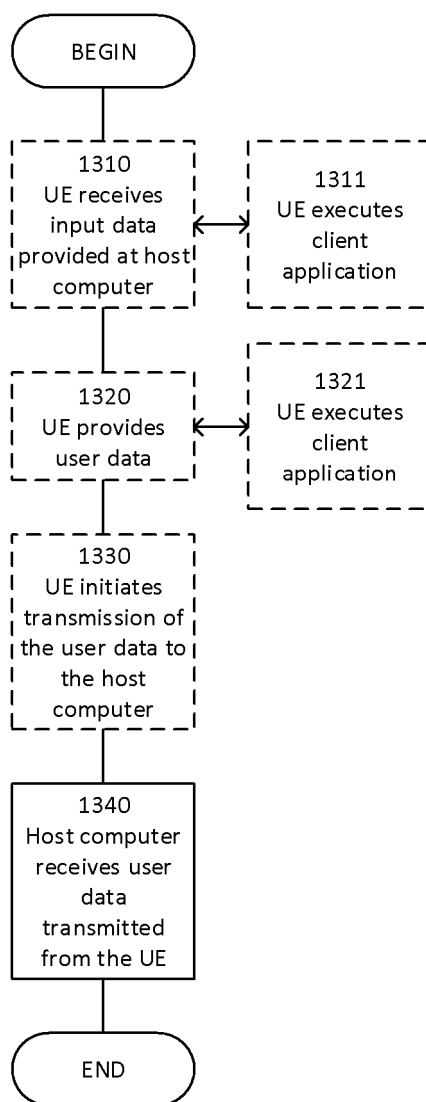 BEGIN
1310
UE receives
input data
provided at host
computer
1311
UE executes
client
application
1320
UE provides
user data
1321
UE executes
client
application
1330
UE initiates
transmission of
the user data to
the host
computer
1340
Host computer
receives user
data
transmitted
from the UE
END